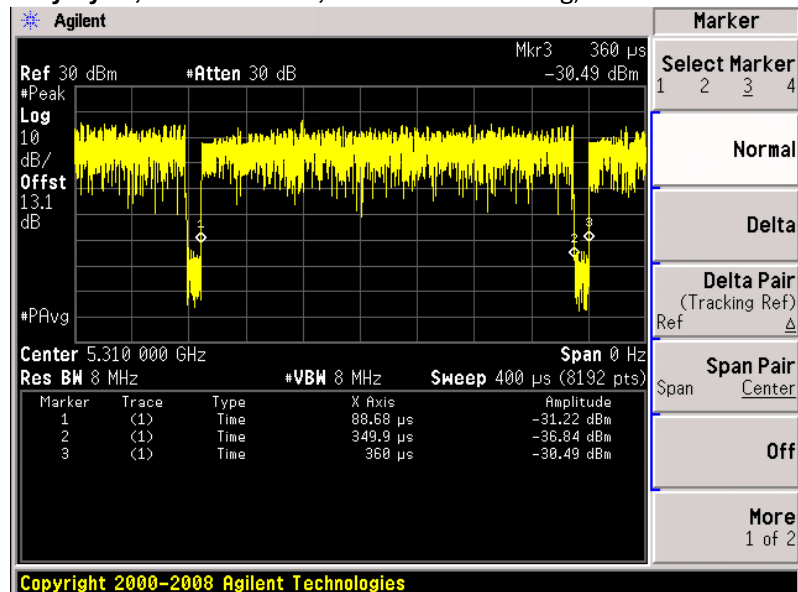 Agilent
Marker
Mkr3 360 µs
Ref 30 dBm #Atten 30 dB -30.49 dBm
#Peak
Log
10
dB/
Offst
13.1
dB
1
2
3
#PAvg
Center 5.310 000 GHz Span 0 Hz
Res BW 8 MHz #VBW 8 MHz Sweep 400 µs (8192 pts)
Marker Trace Type X Axis Amplitude
1 (1) Time 88.68 µs -31.22 dBm
2 (1) Time 349.9 µs -36.84 dBm
3 (1) Time 360 µs -30.49 dBm
Select Marker
1 2 3 4
Normal
Delta
Delta Pair
(Tracking Ref)
Ref Δ
Span Pair
Span Center
Off
More
1 of 2
Copyright 2000-2008 Agilent Technologies